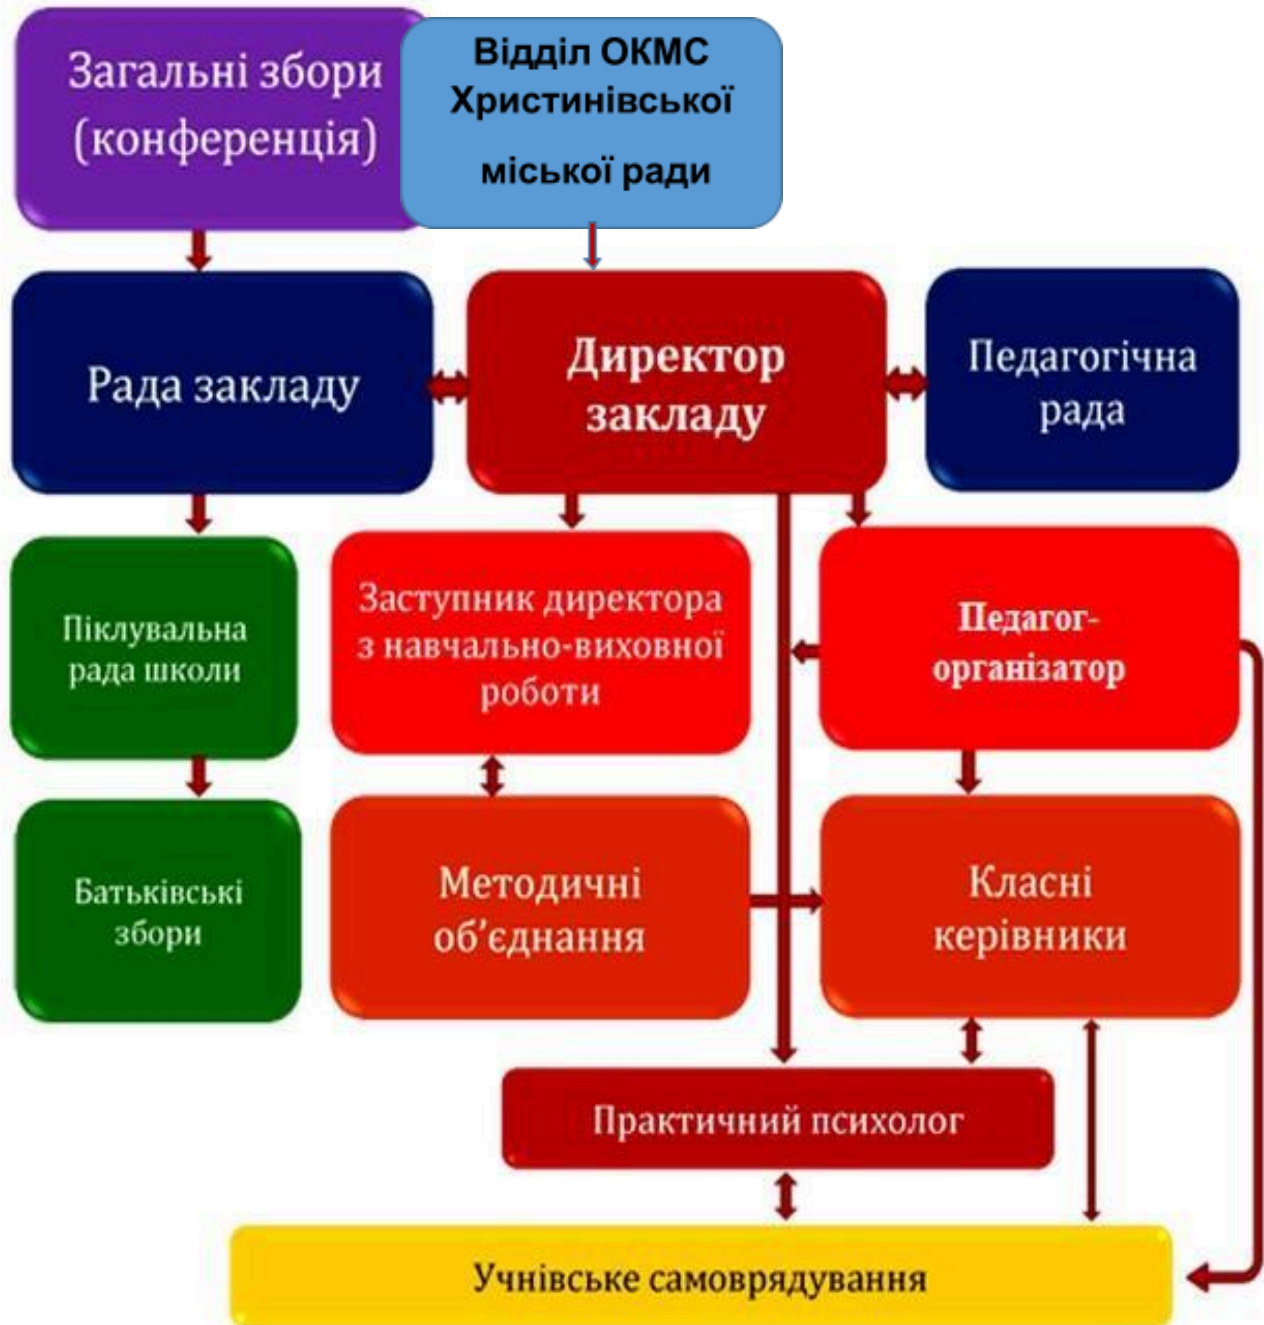 Загальні збори
(конференція)
Відділ ОКМС
Христинівської
міської ради
Рада закладу
Директор
закладу
Педагогічна
рада
Піклувальна
рада школи
Заступник директора
з навчально-виховної
роботи
Педагог-
організатор
Батьківські
збори
Методичні
об’єднання
Класні
керівники
Практичний психолог
Учнівське самоврядування